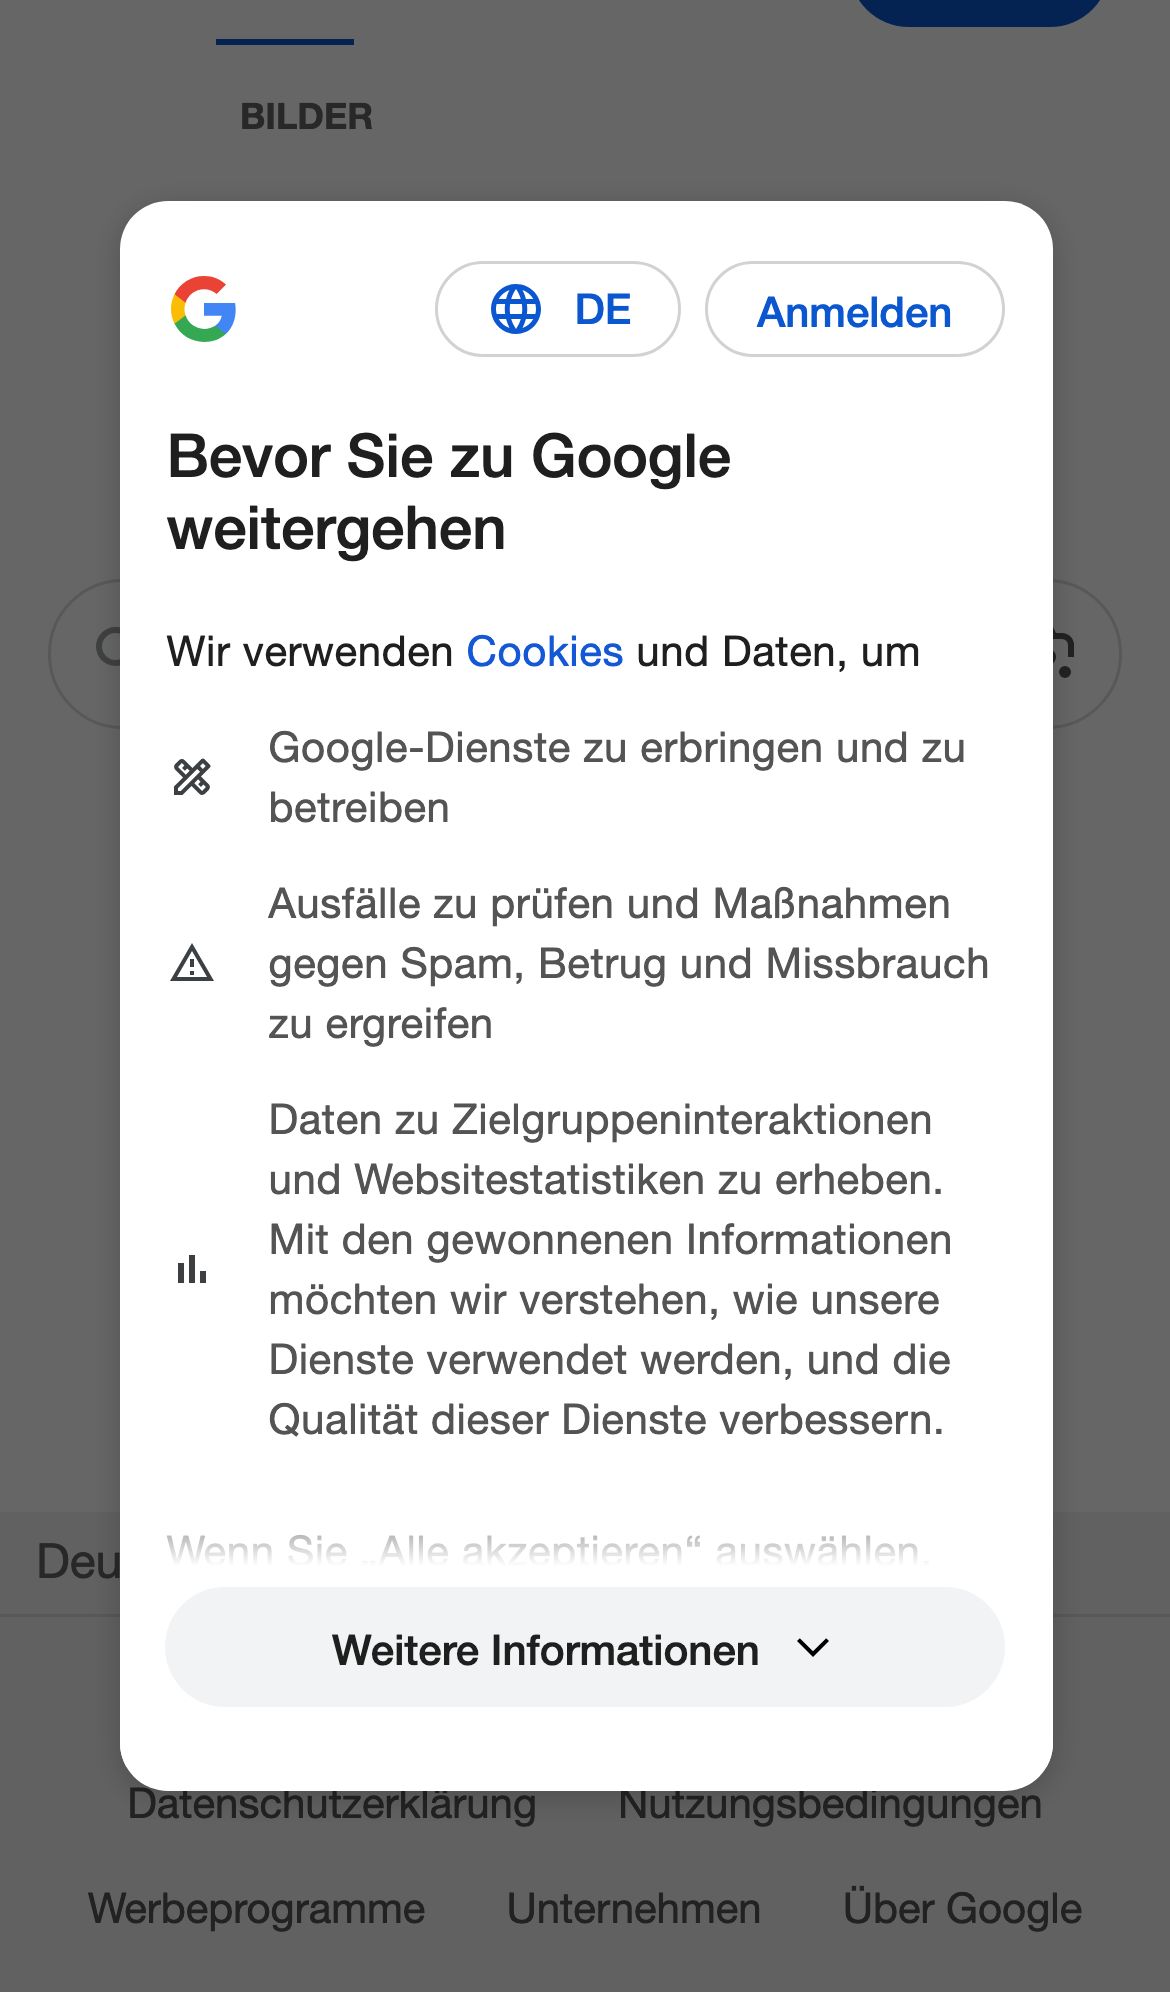 BILDER
DE
Anmelden
Bevor Sie zu Google
weitergehen
Wir verwenden Cookies und Daten, um
Google-Dienste zu erbringen und zu
betreiben
Ausfälle zu prüfen und Maßnahmen
gegen Spam, Betrug und Missbrauch
zu ergreifen
Daten zu Zielgruppeninteraktionen
und Websitestatistiken zu erheben.
Mit den gewonnenen Informationen
möchten wir verstehen, wie unsere
Dienste verwendet werden, und die
Qualität dieser Dienste verbessern.
Wenn Sie „Alle akzeptieren“ auswählen,
Deu
Weitere Informationen
Datenschutzerklärung Nutzungsbedingungen
Werbeprogramme Unternehmen Über Google